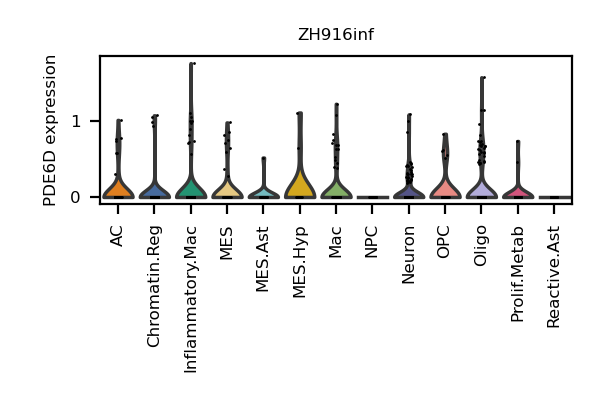 ZH916inf
PDE6D expression
1
0
AC
Chromatin.Reg
Inflammatory.Mac
MES
MES.Ast
MES.Hyp
Mac
NPC
Neuron
OPC
Oligo
Prolif.Metab
Reactive.Ast